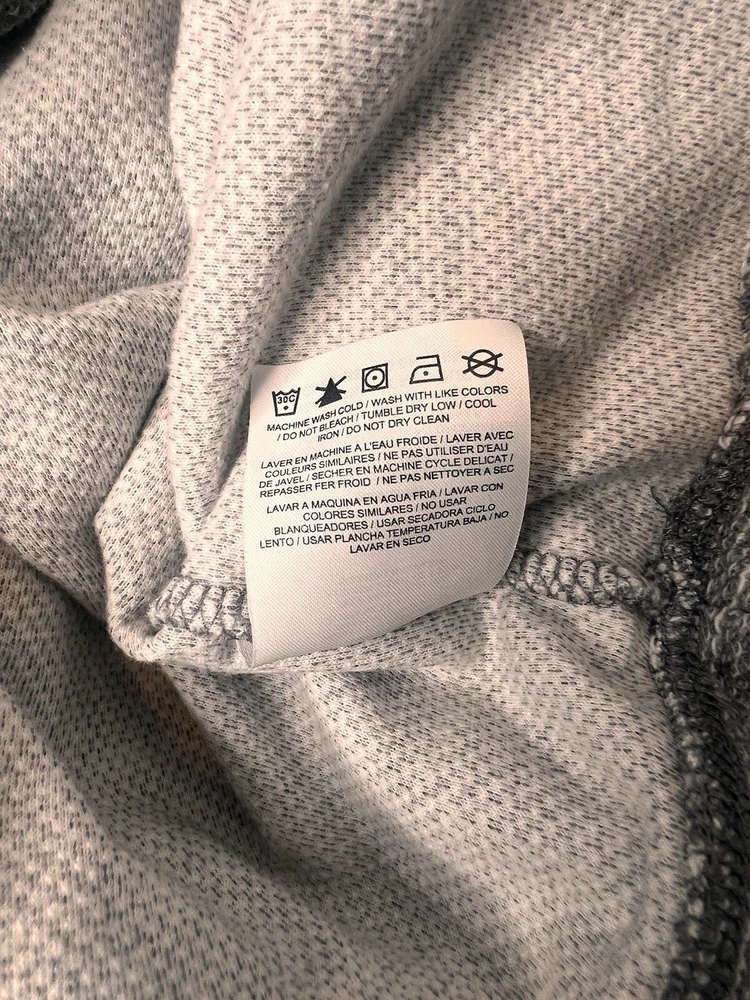 30C
MACHINE WASH COLD / WASH WITH LIKE COLORS
/ DO NOT BLEACH / TUMBLE DRY LOW / COOL
IRON / DO NOT DRY CLEAN
LAVER EN MACHINE A L'EAU FROIDE / LAVER AVEC
COULEURS SIMILAIRES / NE PAS UTILISER D'EAU
DE JAVEL / SECHER EN MACHINE CYCLE DELICAT /
REPASSER FER FROID / NE PAS NETTOYER A SEC
LAVAR A MAQUINA EN AGUA FRIA / LAVAR CON
COLORES SIMILARES / NO USAR
BLANQUEADORES / USAR SECADORA CICLO
LENTO / USAR PLANCHA TEMPERATURA BAJA / NO
LAVAR EN SECO